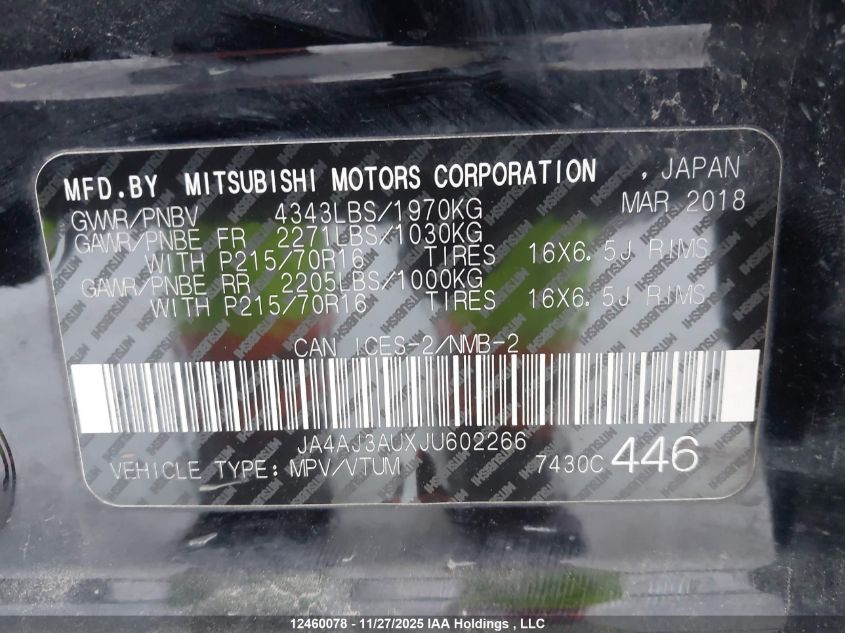 MFD.BY MITSUBISHI MOTORS CORPORATION , JAPAN
GVWR/PNBV 4343LBS/1970KG MAR 2018
GAWR/PNBE FR 2271LBS/1030KG
WITH P215/70R16 TIRES 16X6.5J RIMS
GAWR/PNBE RR 2205LBS/1000KG
WITH P215/70R16 TIRES 16X6.5J RIMS
CAN ICES-2/NMB-2
JA4AJ3AUXJU602266
VEHICLE TYPE: MPV/VTUM 7430C 446
12460078 - 11/27/2025 IAA Holdings , LLC